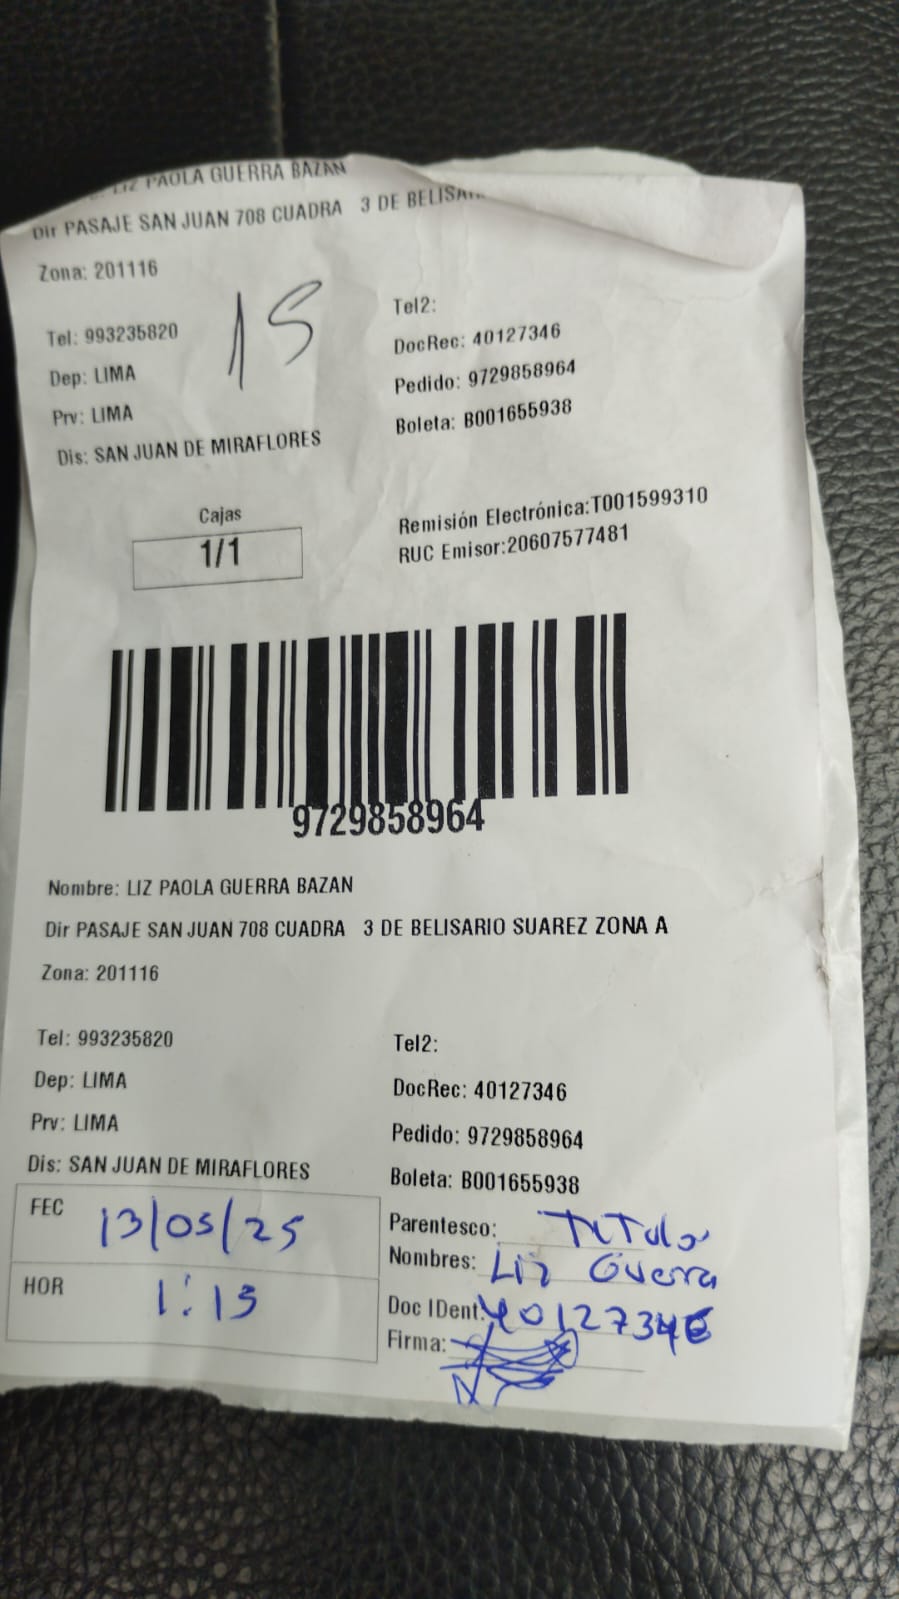 LIZ PAOLA GUERRA BAZAN
Dir PASAJE SAN JUAN 708 CUADRA 3 DE
Zona: 201116
15
Tel: 993235820
Tel2:
DocRec: 40127346
Dep: LIMA
Pedido: 9729858964
Prv: LIMA
Boleta: B001655938
Dis: SAN JUAN DE MIRAFLORES
Cajas
1/1
Remisión Electrónica:T001599310
RUC Emisor:20607577481
9729858964
Nombre: LIZ PAOLA GUERRA BAZAN
Dir PASAJE SAN JUAN 708 CUADRA 3 DE BELISARIO SUAREZ ZONA A
Zona: 201116
Tel: 993235820
Tel2:
Dep: LIMA
DocRec: 40127346
Prv: LIMA
Pedido: 9729858964
Dis: SAN JUAN DE MIRAFLORES
Boleta: B001655938
FEC 13/05/25
HOR 1:13
Parentesco: Titular
Nombres: Liz Guerra
Doc IDent: 40127346
Firma: